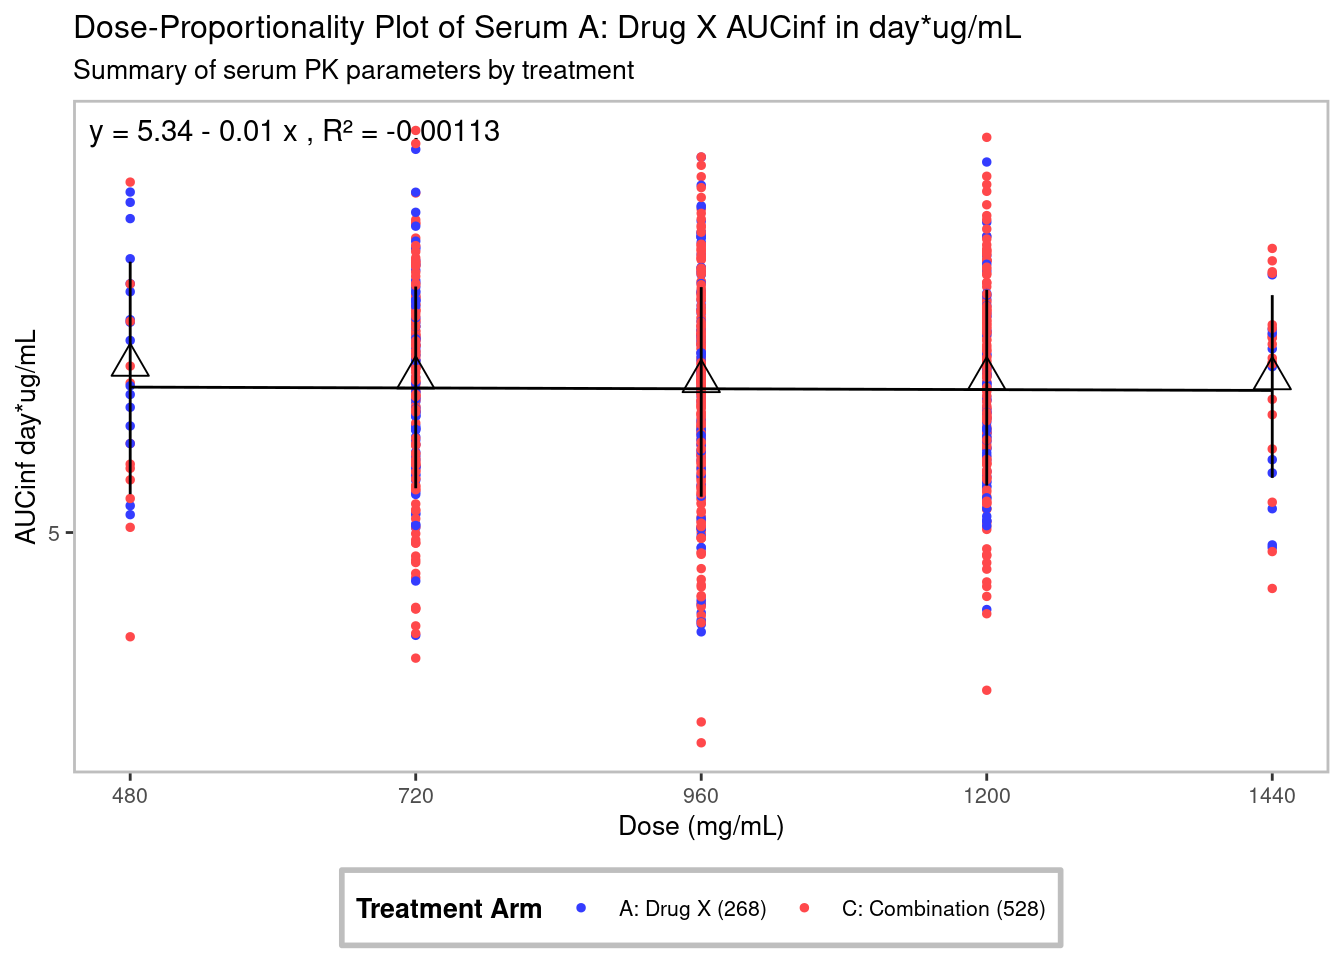 Dose-Proportionality Plot of Serum A: Drug X AUCinf in day*ug/mL
Summary of serum PK parameters by treatment
y = 5.34 - 0.01 x , R² = -0.00113
AUCinf day*ug/mL
5
480 720 960 1200 1440
Dose (mg/mL)
Treatment Arm A: Drug X (268) C: Combination (528)